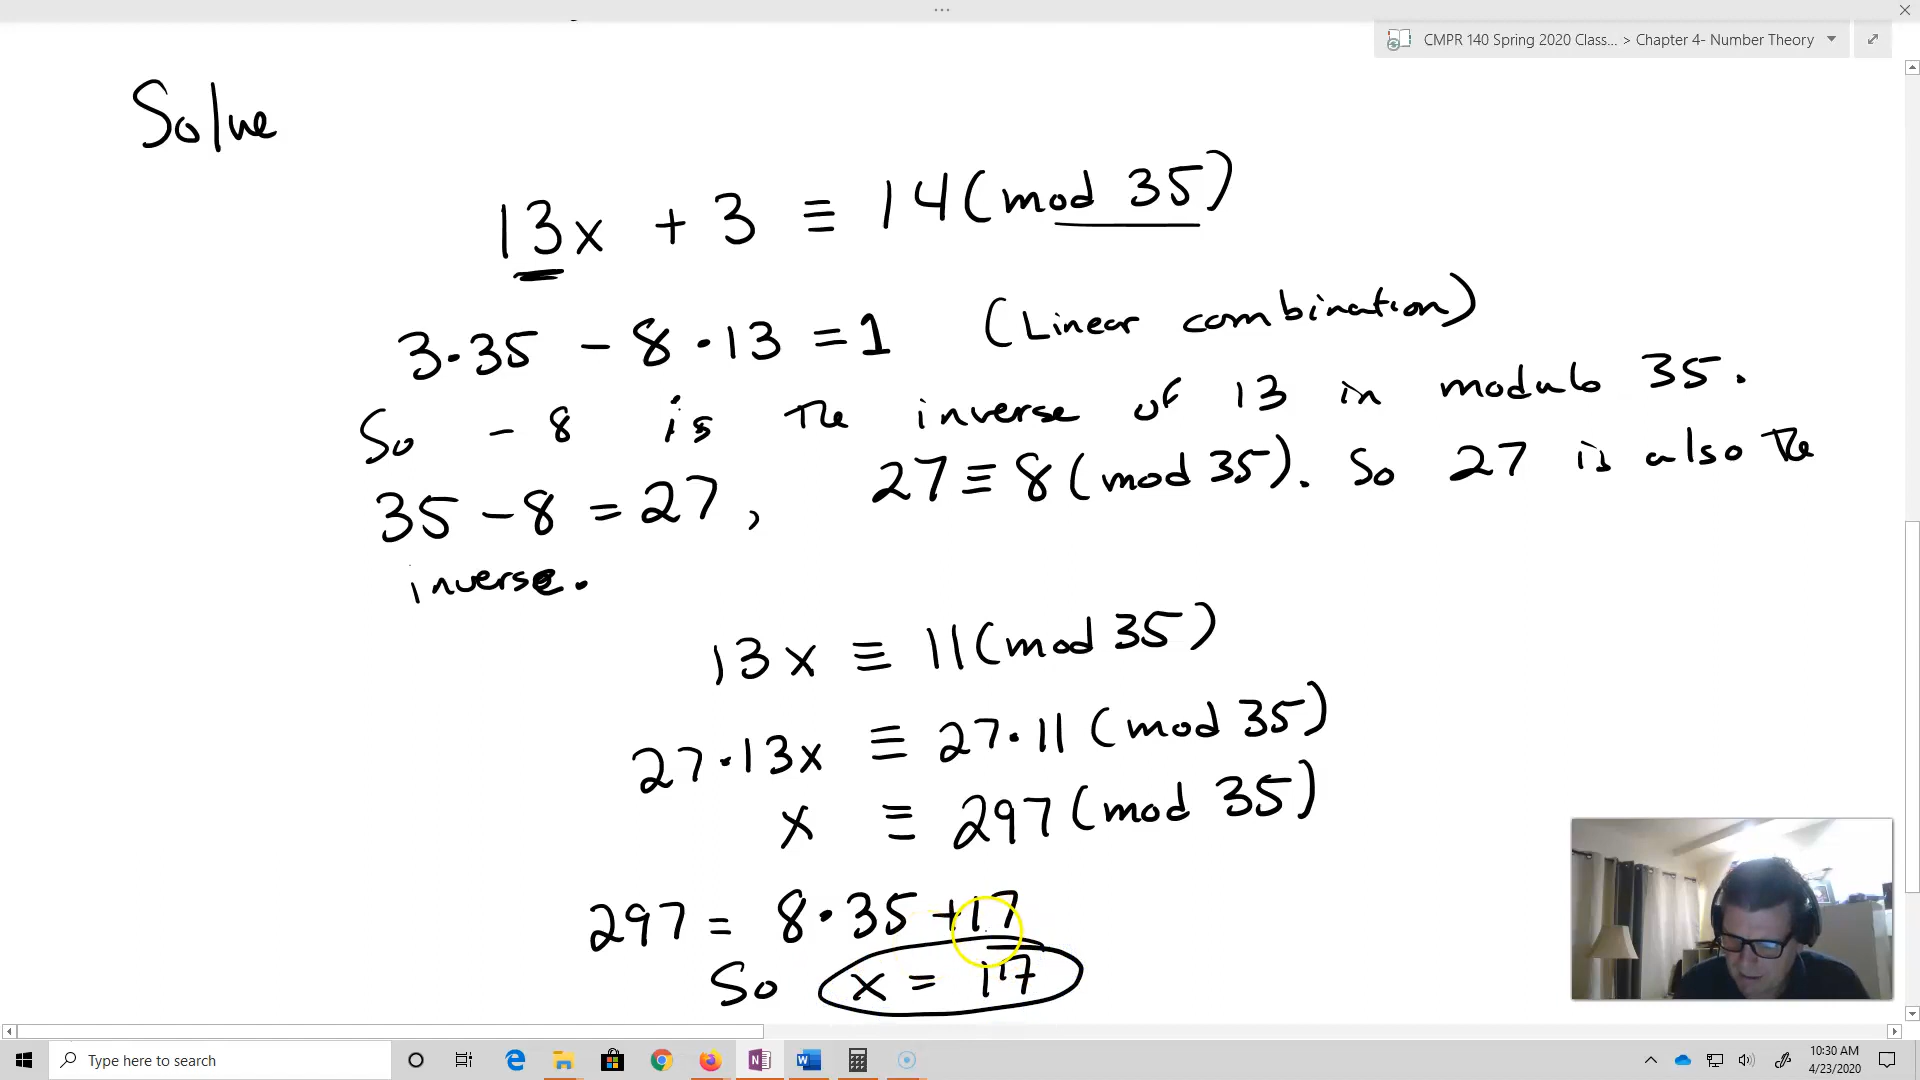 CMPR 140 Spring 2020 Class... > Chapter 4- Number Theory
Solve
13x + 3 ≡ 14 (mod 35)
3·35 - 8·13 = 1 (Linear combination)
So -8 is the inverse of 13 in modulo 35.
35 - 8 = 27, 27 ≡ 8 (mod 35). So 27 is also the
inverse.
13x ≡ 11 (mod 35)
27·13x ≡ 27·11 (mod 35)
x ≡ 297 (mod 35)
297 = 8·35 + 17
So x = 17
Type here to search
10:30 AM
4/23/2020